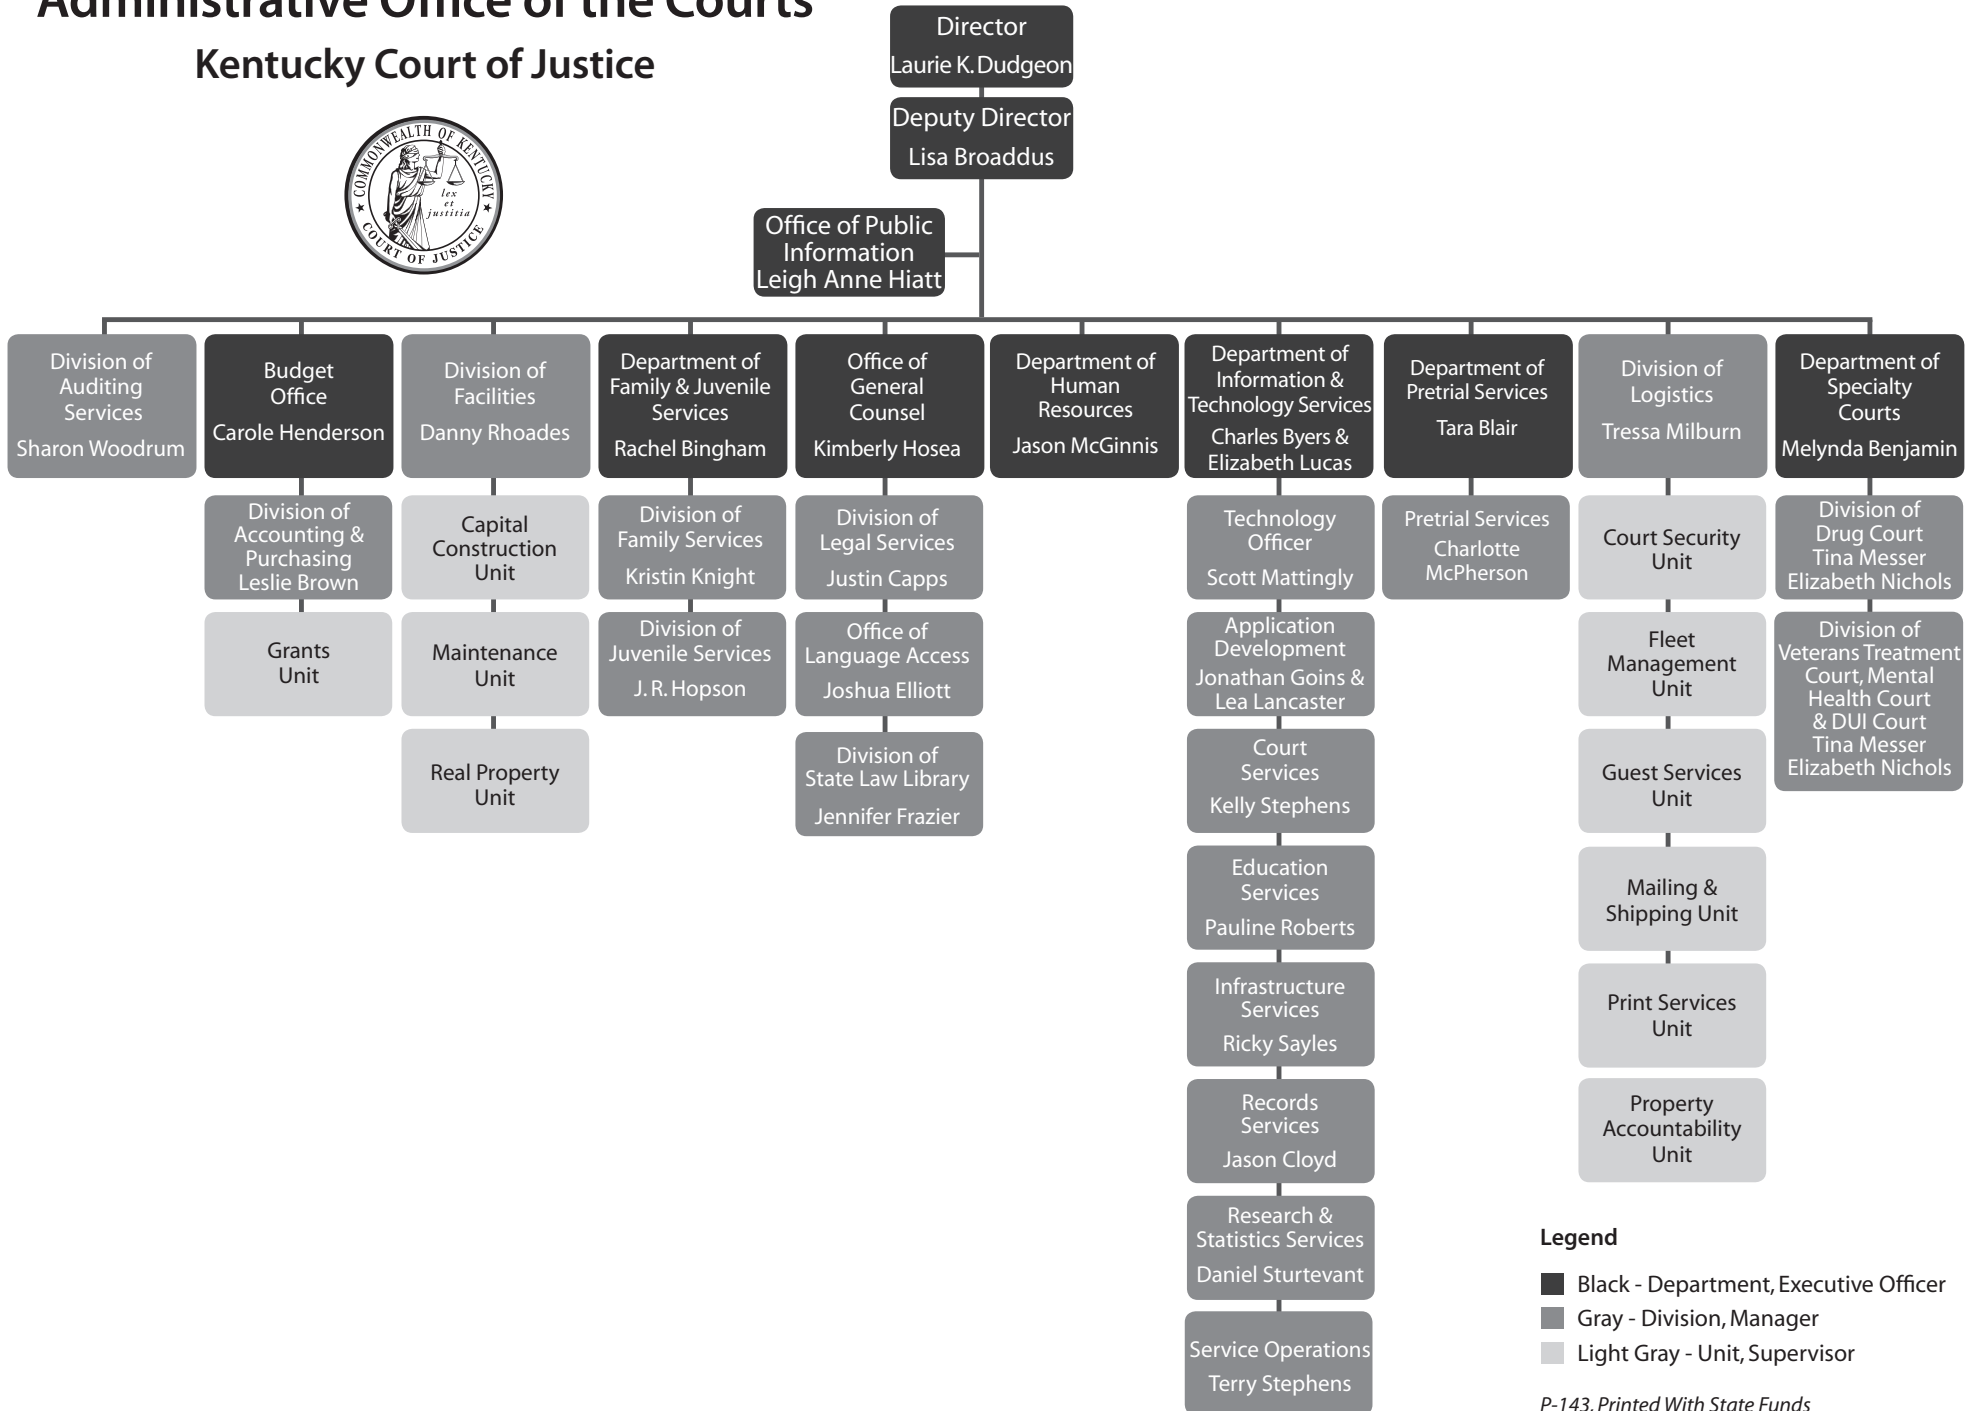 Administrative Office of the Courts
Kentucky Court of Justice
COMMONWEALTH OF KENTUCKY
lex
et
justitia
COURT OF JUSTICE
Director
Laurie K. Dudgeon
Deputy Director
Lisa Broaddus
Office of Public
Information
Leigh Anne Hiatt
Division of
Auditing
Services
Sharon Woodrum
Budget
Office
Carole Henderson
Division of
Accounting &
Purchasing
Leslie Brown
Grants
Unit
Division of
Facilities
Danny Rhoades
Capital
Construction
Unit
Maintenance
Unit
Real Property
Unit
Department of
Family & Juvenile
Services
Rachel Bingham
Division of
Family Services
Kristin Knight
Division of
Juvenile Services
J. R. Hopson
Office of
General
Counsel
Kimberly Hosea
Division of
Legal Services
Justin Capps
Office of
Language Access
Joshua Elliott
Division of
State Law Library
Jennifer Frazier
Department of
Human
Resources
Jason McGinnis
Department of
Information &
Technology Services
Charles Byers &
Elizabeth Lucas
Technology
Officer
Scott Mattingly
Application
Development
Jonathan Goins &
Lea Lancaster
Court
Services
Kelly Stephens
Education
Services
Pauline Roberts
Infrastructure
Services
Ricky Sayles
Records
Services
Jason Cloyd
Research &
Statistics Services
Daniel Sturtevant
Service Operations
Terry Stephens
Department of
Pretrial Services
Tara Blair
Pretrial Services
Charlotte
McPherson
Division of
Logistics
Tressa Milburn
Court Security
Unit
Fleet
Management
Unit
Guest Services
Unit
Mailing &
Shipping Unit
Print Services
Unit
Property
Accountability
Unit
Department of
Specialty
Courts
Melynda Benjamin
Division of
Drug Court
Tina Messer
Elizabeth Nichols
Division of
Veterans Treatment
Court, Mental
Health Court
& DUI Court
Tina Messer
Elizabeth Nichols
Legend
Black - Department, Executive Officer
Gray - Division, Manager
Light Gray - Unit, Supervisor
P-143, Printed With State Funds